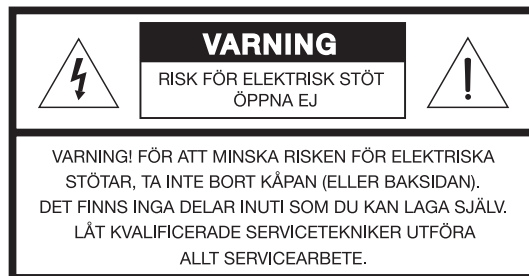 VARNING
RISK FÖR ELEKTRISK STÖT
ÖPPNA EJ
VARNING! FÖR ATT MINSKA RISKEN FÖR ELEKTRISKA
STÖTAR, TA INTE BORT KÅPAN (ELLER BAKSIDAN).
DET FINNS INGA DELAR INUTI SOM DU KAN LAGA SJÄLV.
LÅT KVALIFICERADE SERVICETEKNIKER UTFÖRA
ALLT SERVICEARBETE.